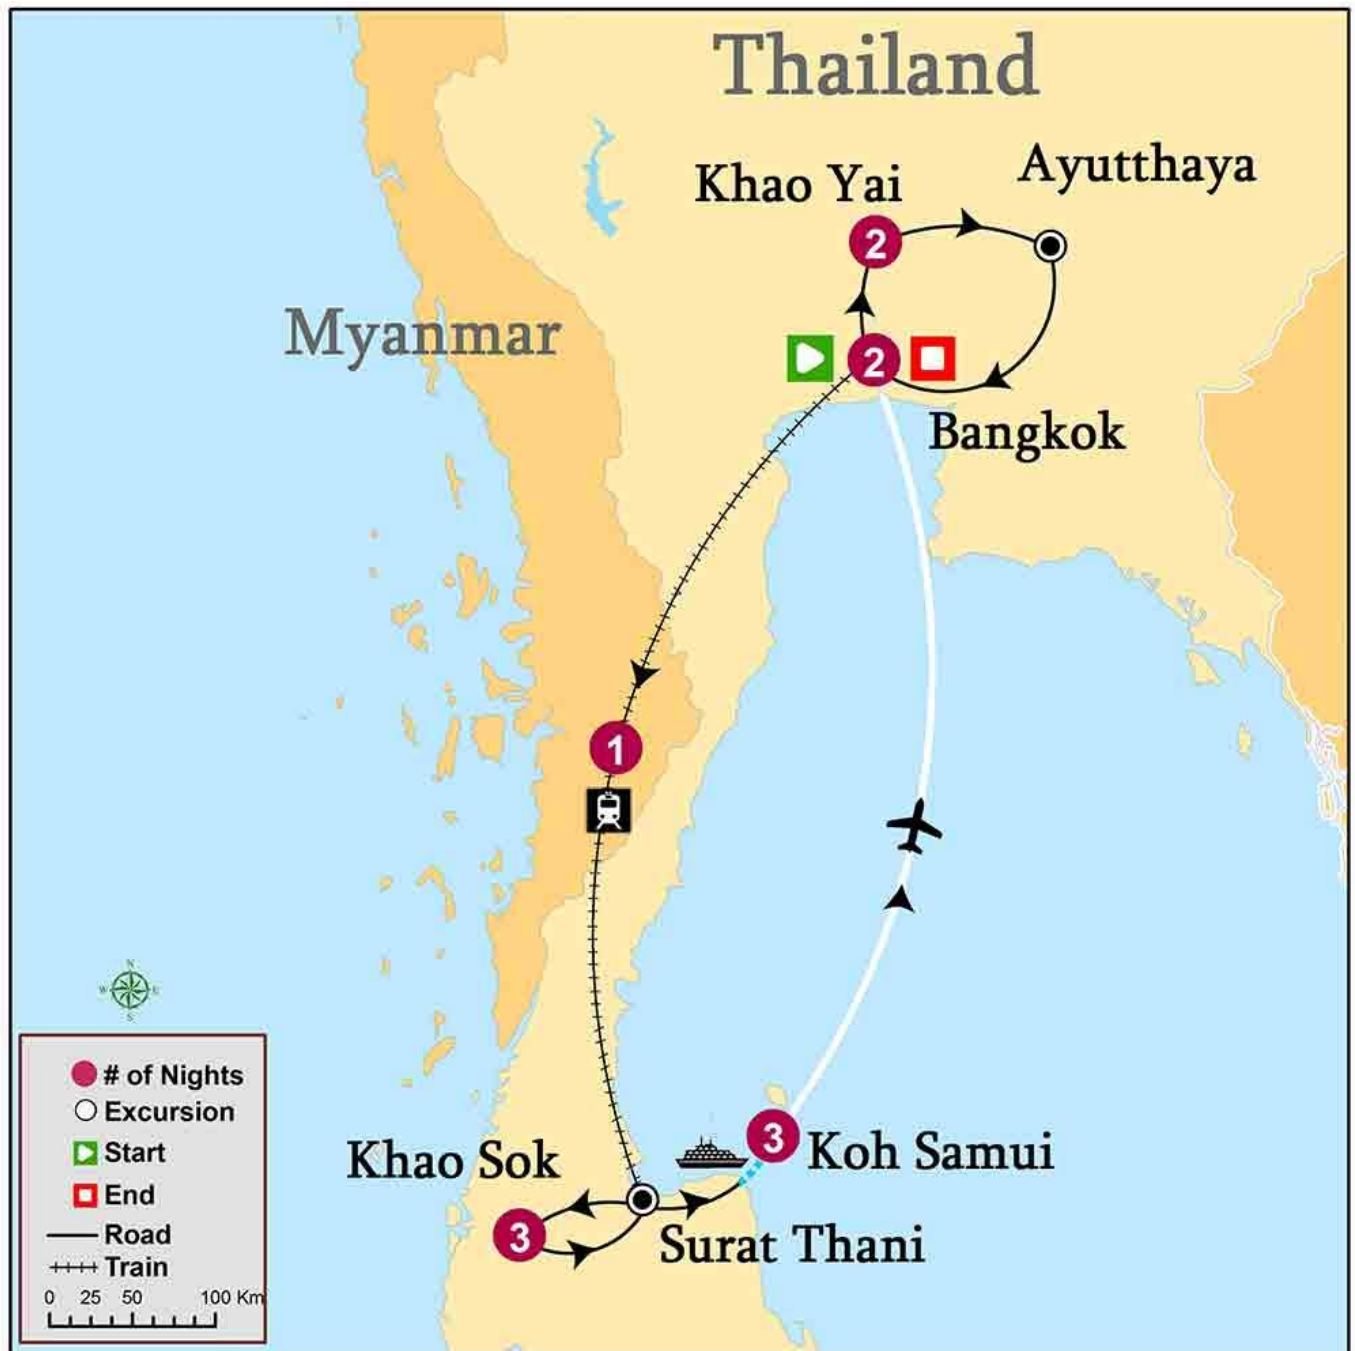 Thailand
Ayutthaya
Khao Yai
2
Myanmar
2
Bangkok
1
N
W E
S
# of Nights
Excursion
Start
End
Road
Train
0 25 50 100 Km
Khao Sok
3
Koh Samui
3
Surat Thani